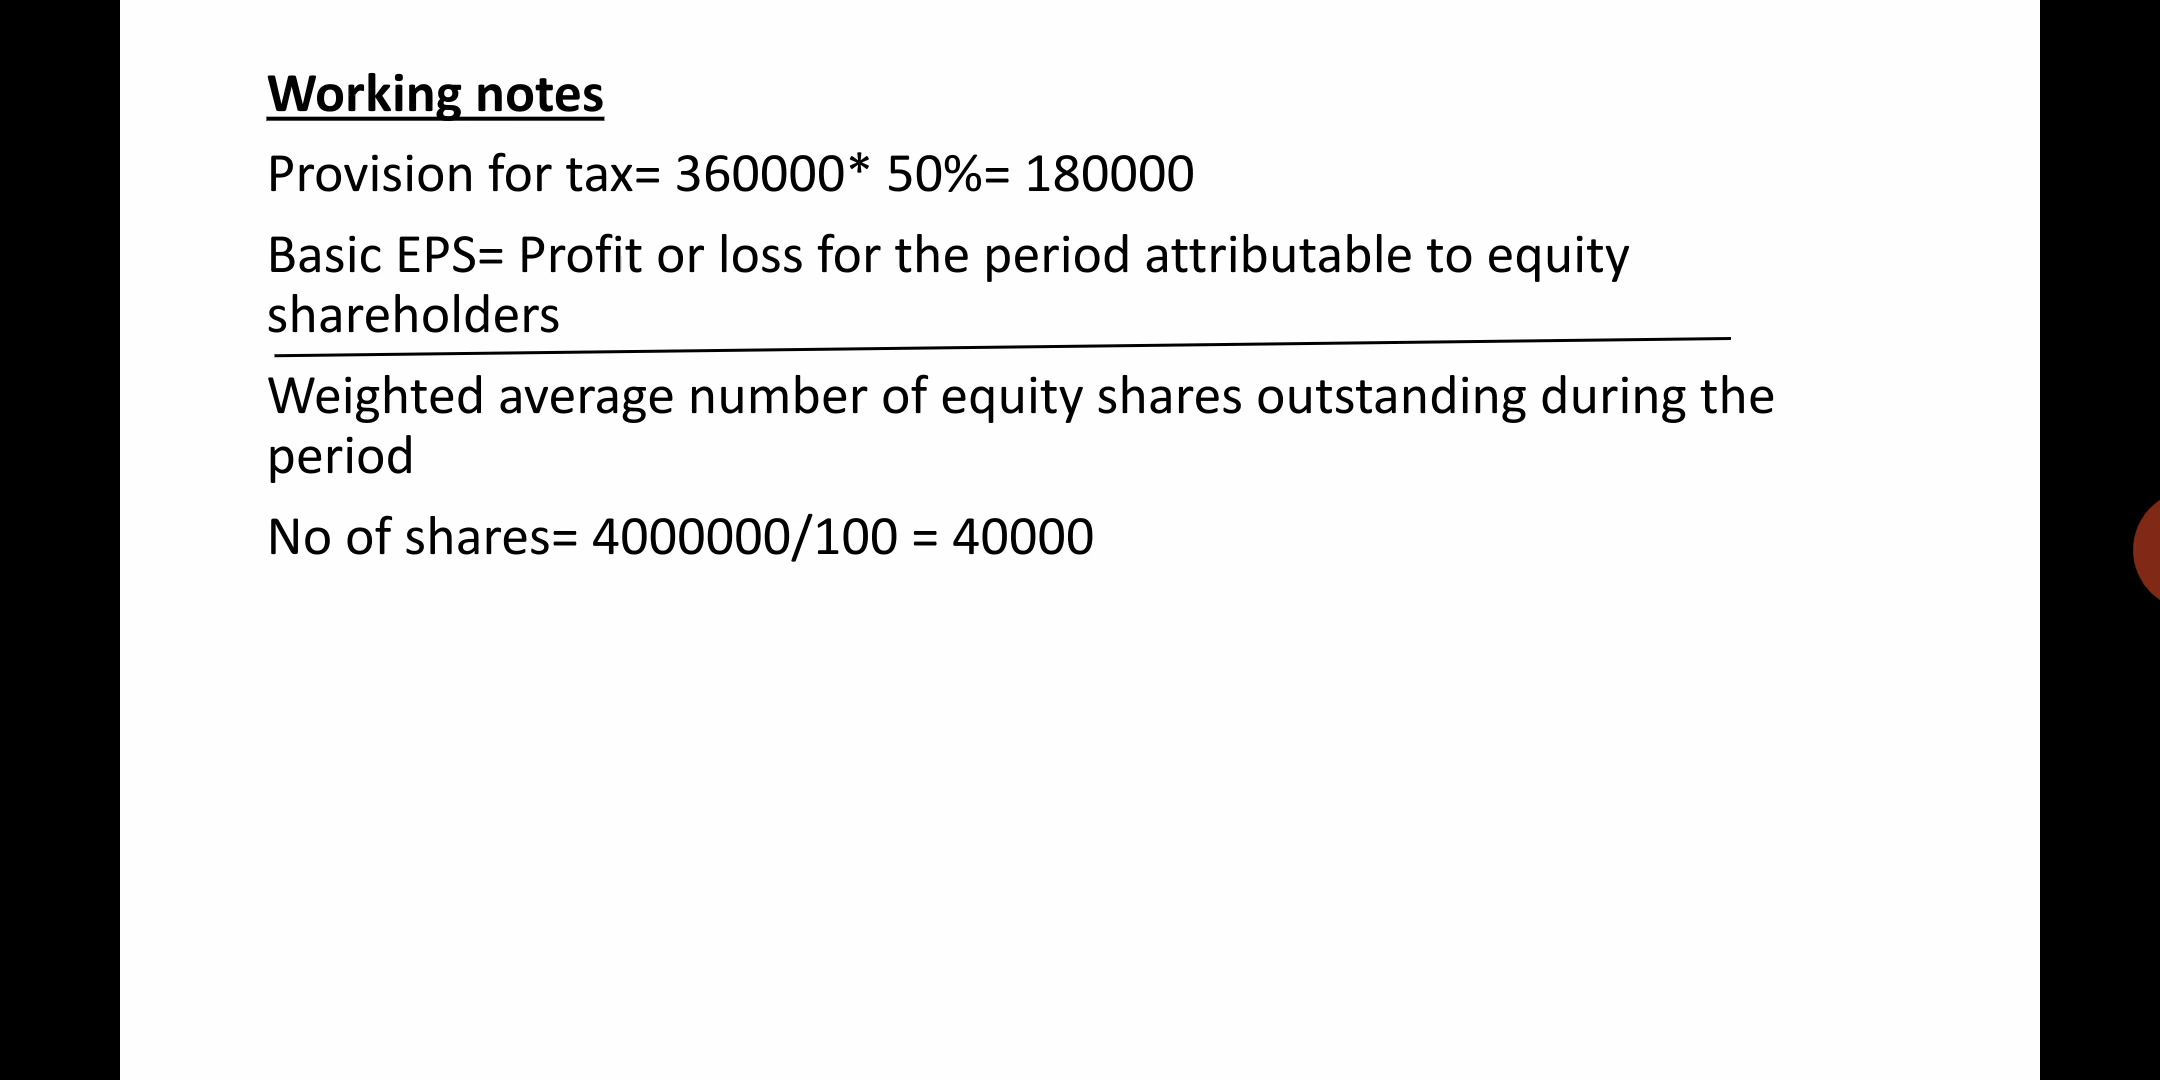 Working notes
Provision for tax= 360000* 50%= 180000
Basic EPS= Profit or loss for the period attributable to equity
shareholders
Weighted average number of equity shares outstanding during the
period
No of shares= 4000000/100 = 40000